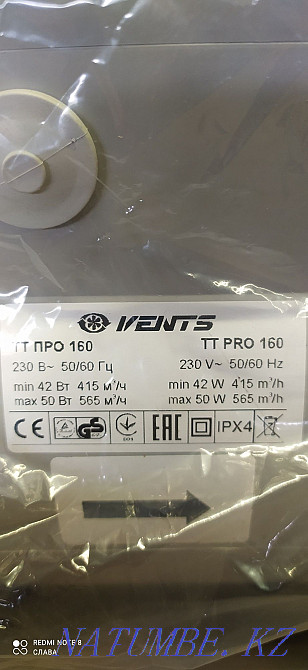 VENTS
ТТ ПРО 160 TT PRO 160
230 В~ 50/60 Гц 230 V~ 50/60 Hz
min 42 Вт 415 м³/ч min 42 W 415 m³/h
max 50 Вт 565 м³/ч max 50 W 565 m³/h
CE GS EAC IPX4
REDMI NOTE 8
СЛАВА
NATUMBE.KZ